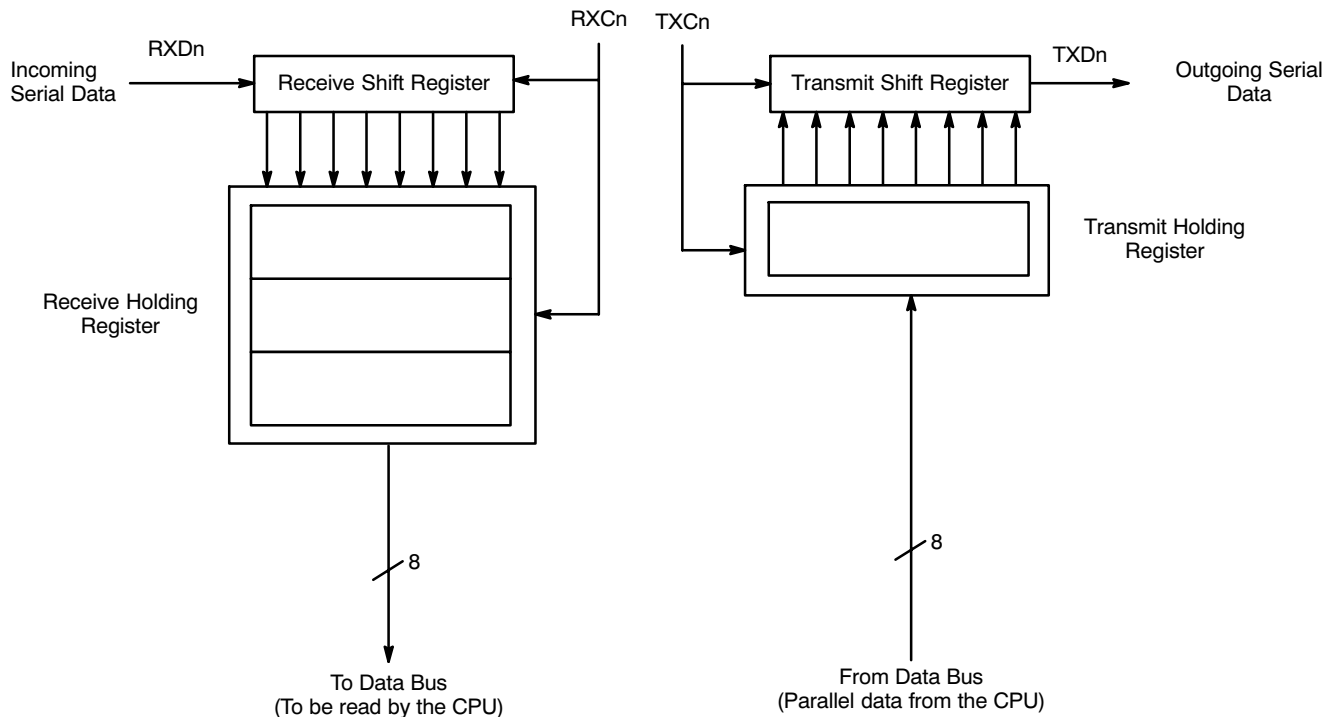 RXCn
TXCn
RXDn
Incoming
Serial Data
Receive Shift Register
Transmit Shift Register
TXDn
Outgoing Serial
Data
Receive Holding
Register
Transmit Holding
Register
8
8
To Data Bus
(To be read by the CPU)
From Data Bus
(Parallel data from the CPU)